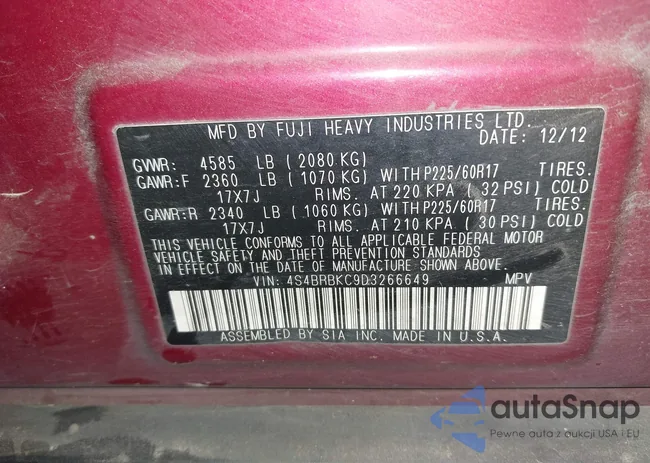 MFD BY FUJI HEAVY INDUSTRIES LTD.
DATE: 12/12
GVWR: 4585 LB ( 2080 KG)
GAWR:F 2360 LB ( 1070 KG) WITH P225/60R17 TIRES.
17X7J RIMS. AT 220 KPA ( 32 PSI) COLD
GAWR:R 2340 LB ( 1060 KG) WITH P225/60R17 TIRES.
17X7J RIMS. AT 210 KPA ( 30 PSI) COLD
THIS VEHICLE CONFORMS TO ALL APPLICABLE FEDERAL MOTOR
VEHICLE SAFETY AND THEFT PREVENTION STANDARDS
IN EFFECT ON THE DATE OF MANUFACTURE SHOWN ABOVE.
VIN: 4S4BRBKC9D3266649 MPV
ASSEMBLED BY SIA INC. MADE IN U.S.A.
autoSnap
Pewne auta z aukcji USA i EU